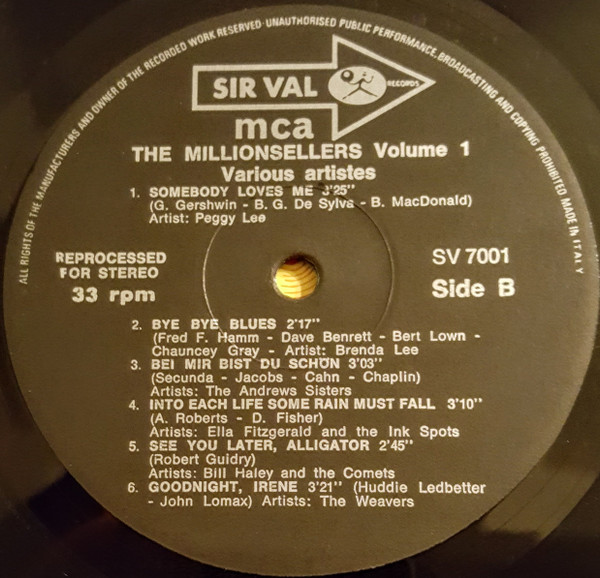 ALL RIGHTS OF THE MANUFACTURERS AND OWNER OF THE RECORDED WORK RESERVED · UNAUTHORISED PUBLIC PERFORMANCE, BROADCASTING AND COPYING PROHIBITED MADE IN ITALY
SIR VAL RECORDS
mca
THE MILLIONSELLERS Volume 1
Various artistes
1. SOMEBODY LOVES ME 3'25"
(G. Gershwin - B. G. De Sylva - B. MacDonald)
Artist: Peggy Lee
REPROCESSED
FOR STEREO
33 rpm
SV 7001
Side B
2. BYE BYE BLUES 2'17"
(Fred F. Hamm - Dave Benrett - Bert Lown -
Chauncey Gray - Artist: Brenda Lee
3. BEI MIR BIST DU SCHÖN 3'03"
(Secunda - Jacobs - Cahn - Chaplin)
Artists: The Andrews Sisters
4. INTO EACH LIFE SOME RAIN MUST FALL 3'10"
(A. Roberts - D. Fisher)
Artists: Ella Fitzgerald and the Ink Spots
5. SEE YOU LATER, ALLIGATOR 2'45"
(Robert Guidry)
Artists: Bill Haley and the Comets
6. GOODNIGHT, IRENE 3'21" (Huddie Ledbetter
- John Lomax) Artists: The Weavers